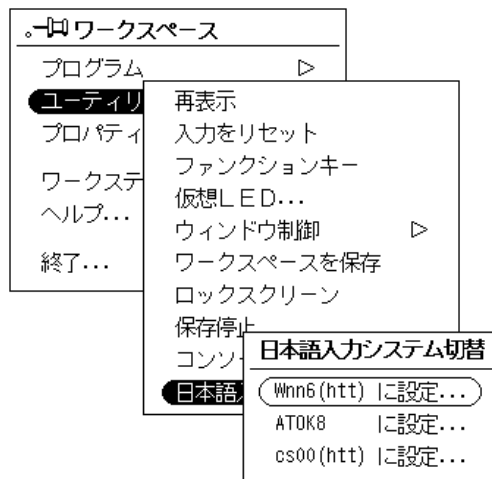 ワークスペース
プログラム
ユーティリ
プロパティ
ワークステ
ヘルプ...
終了...
再表示
入力をリセット
ファンクションキー
仮想LED...
ウィンドウ制御
ワークスペースを保存
ロックスクリーン
保存停止
コンソ
日本語
日本語入力システム切替
Wnn6(htt) に設定...
ATOK8 に設定...
cs00(htt) に設定...